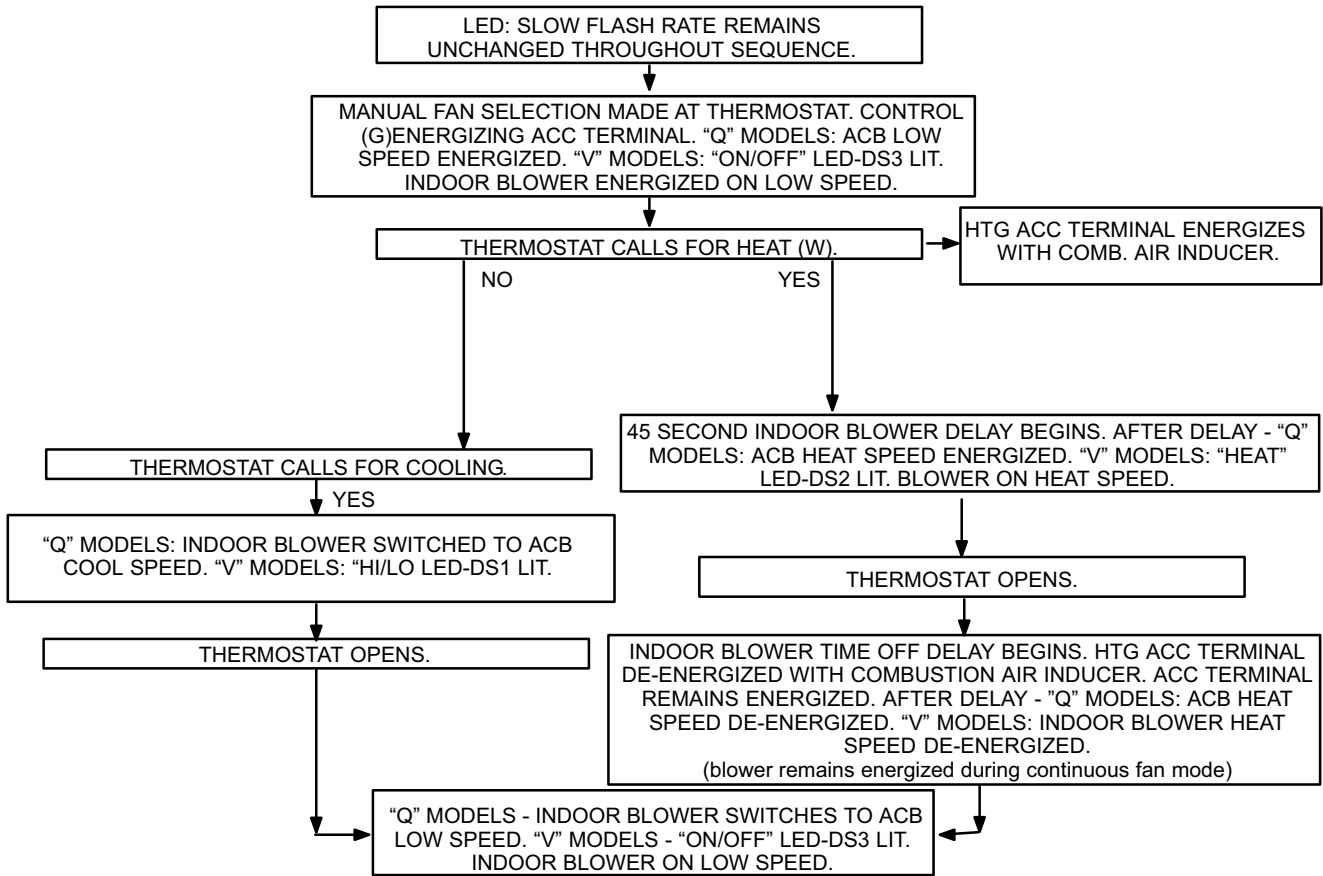 LED: SLOW FLASH RATE REMAINS
UNCHANGED THROUGHOUT SEQUENCE.
MANUAL FAN SELECTION MADE AT THERMOSTAT. CONTROL
(G)ENERGIZING ACC TERMINAL. “Q” MODELS: ACB LOW
SPEED ENERGIZED. “V” MODELS: “ON/OFF” LED-DS3 LIT.
INDOOR BLOWER ENERGIZED ON LOW SPEED.
THERMOSTAT CALLS FOR HEAT (W).
HTG ACC TERMINAL ENERGIZES
WITH COMB. AIR INDUCER.
NO
YES
45 SECOND INDOOR BLOWER DELAY BEGINS. AFTER DELAY - “Q”
MODELS: ACB HEAT SPEED ENERGIZED. “V” MODELS: “HEAT”
LED-DS2 LIT. BLOWER ON HEAT SPEED.
THERMOSTAT CALLS FOR COOLING.
YES
“Q” MODELS: INDOOR BLOWER SWITCHED TO ACB
COOL SPEED. “V” MODELS: “HI/LO LED-DS1 LIT.
THERMOSTAT OPENS.
THERMOSTAT OPENS.
INDOOR BLOWER TIME OFF DELAY BEGINS. HTG ACC TERMINAL
DE-ENERGIZED WITH COMBUSTION AIR INDUCER. ACC TERMINAL
REMAINS ENERGIZED. AFTER DELAY - ”Q” MODELS: ACB HEAT
SPEED DE-ENERGIZED. “V” MODELS: INDOOR BLOWER HEAT
SPEED DE-ENERGIZED.
(blower remains energized during continuous fan mode)
“Q” MODELS - INDOOR BLOWER SWITCHES TO ACB
LOW SPEED. “V” MODELS - “ON/OFF” LED-DS3 LIT.
INDOOR BLOWER ON LOW SPEED.